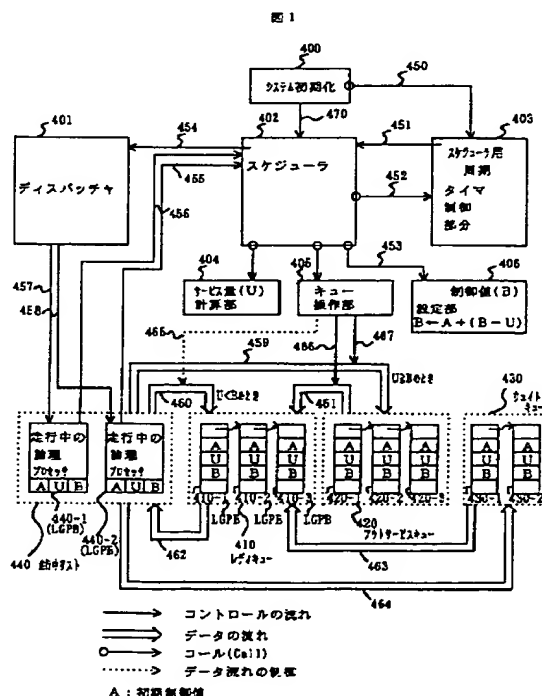 図 1
400
システム初期化
450
470
401
ディスパッチャ
454
402
スケジューラ
451
403
スケジューラ用
周期
タイマ
制御
部分
455
456
452
453
404
サービス量(U)
計算部
405
キュー
操作部
406
制御値(B)
設定部
B←A+(B-U)
457
458
465
459
466
467
460
U<Bのとき
461
U≧Bのとき
430
ウェイト
キュー
走行中の
論理
プロセッサ
A U B
走行中の
論理
プロセッサ
A U B
A
U
B
A
U
B
A
U
B
A
U
B
A
U
B
A
U
B
A
U
B
A
U
B
440-1
(LGPB)
440-2
(LGPB)
440
410-1
410-2
410-3
LGPB
LGPB
LGPB
410
レディキュー
420-1
420-2
420-3
420
アウトサービスキュー
430-1
430-2
462
463
464
コントロールの流れ
データの流れ
コール(Call)
データ流れの制御
A:初期制御値